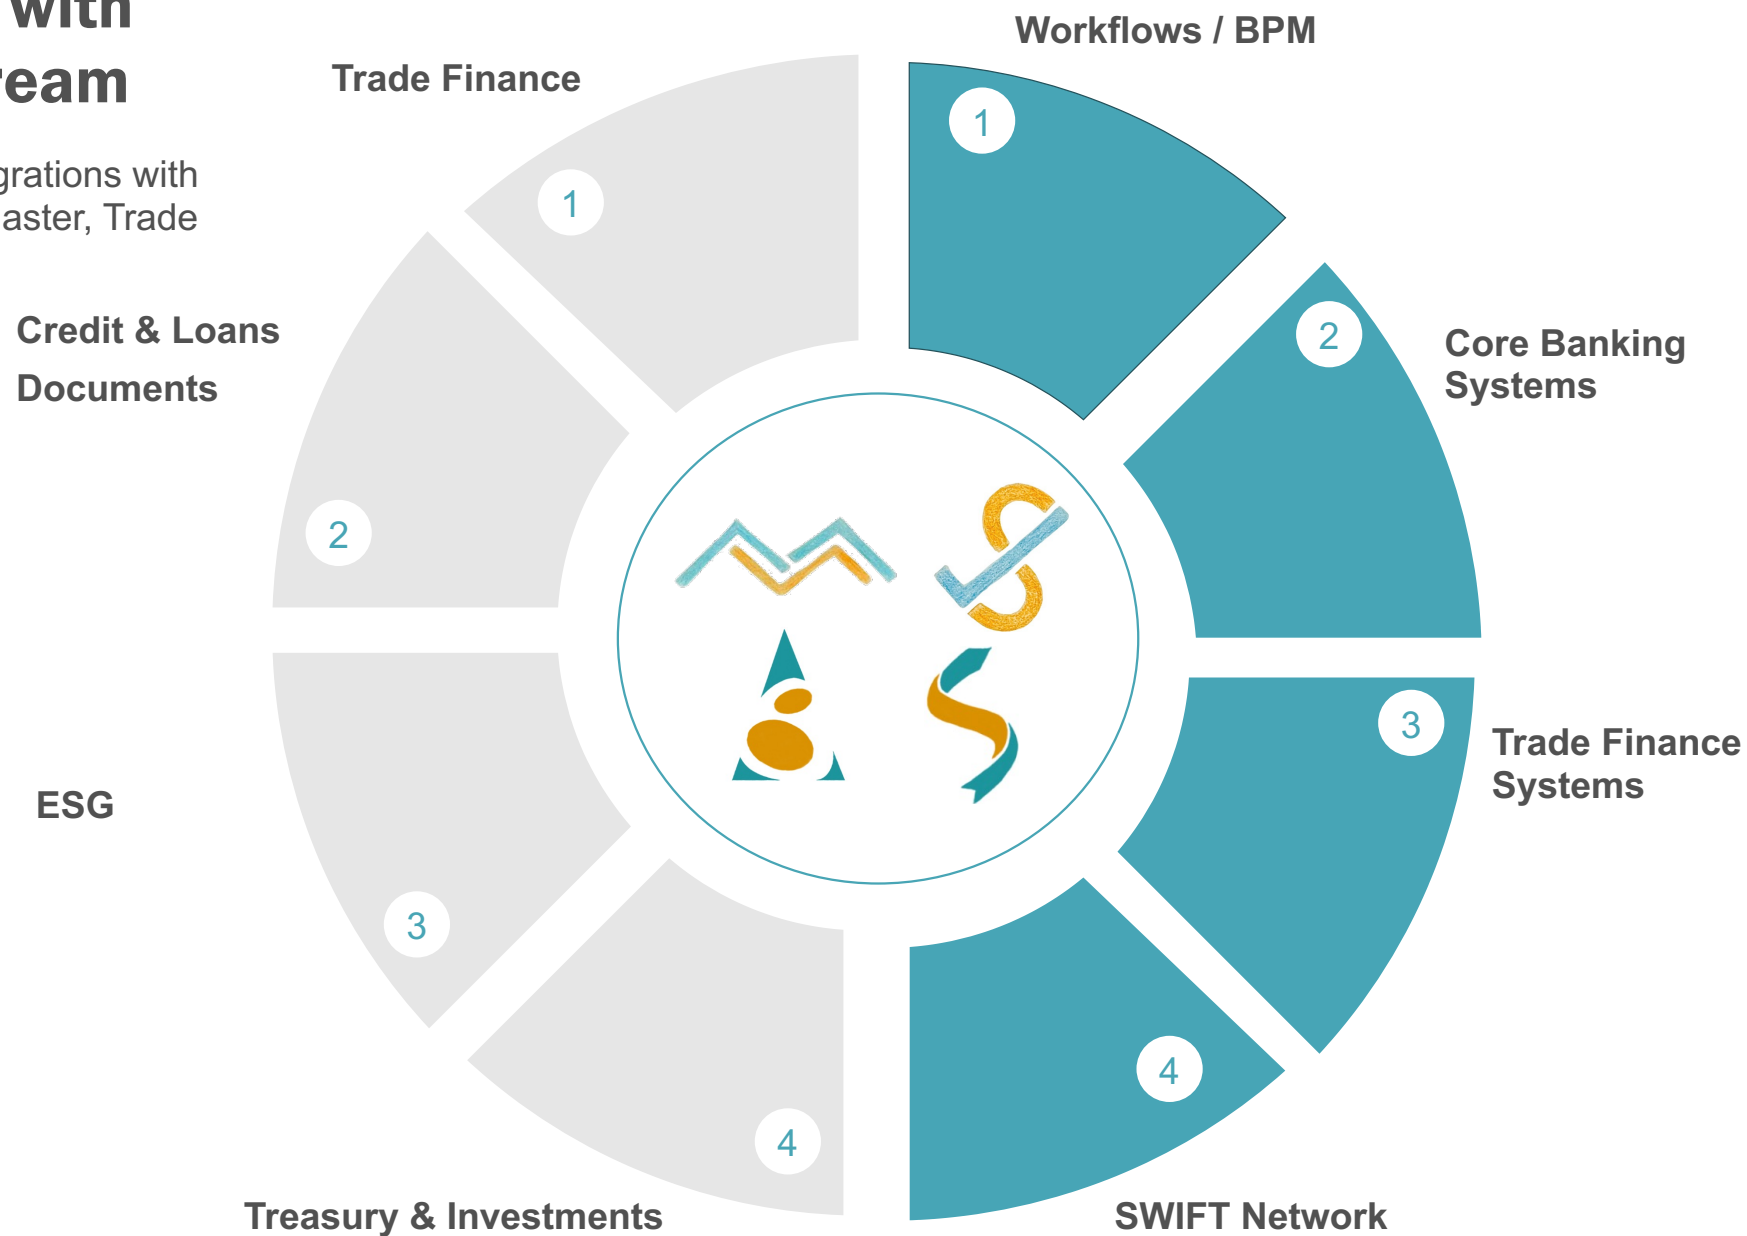 with
ream
grations with
aster, Trade
Workflows / BPM
Trade Finance
1
1
Credit & Loans
Documents
2
2
Core Banking
Systems
ESG
3
3
Trade Finance
Systems
4
4
Treasury & Investments
SWIFT Network